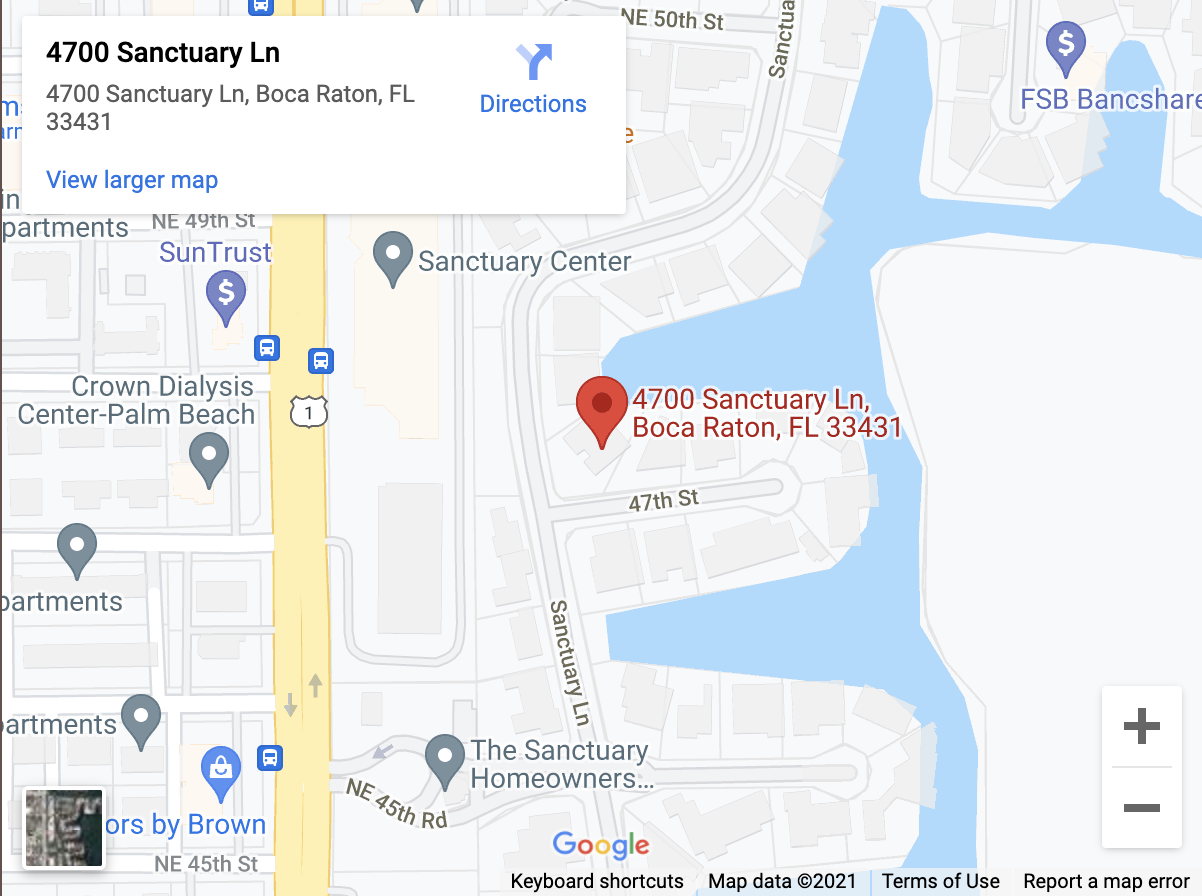 NE 50th St
Sanctua
4700 Sanctuary Ln
4700 Sanctuary Ln, Boca Raton, FL
33431
Directions
View larger map
$
FSB Bancshare
partments
NE 49th St
SunTrust
$
Sanctuary Center
Crown Dialysis
Center-Palm Beach
1
4700 Sanctuary Ln,
Boca Raton, FL 33431
47th St
partments
Sanctuary Ln
partments
The Sanctuary
Homeowners...
NE 45th Rd
ors by Brown
NE 45th St
Google
Keyboard shortcuts
Map data ©2021
Terms of Use
Report a map error